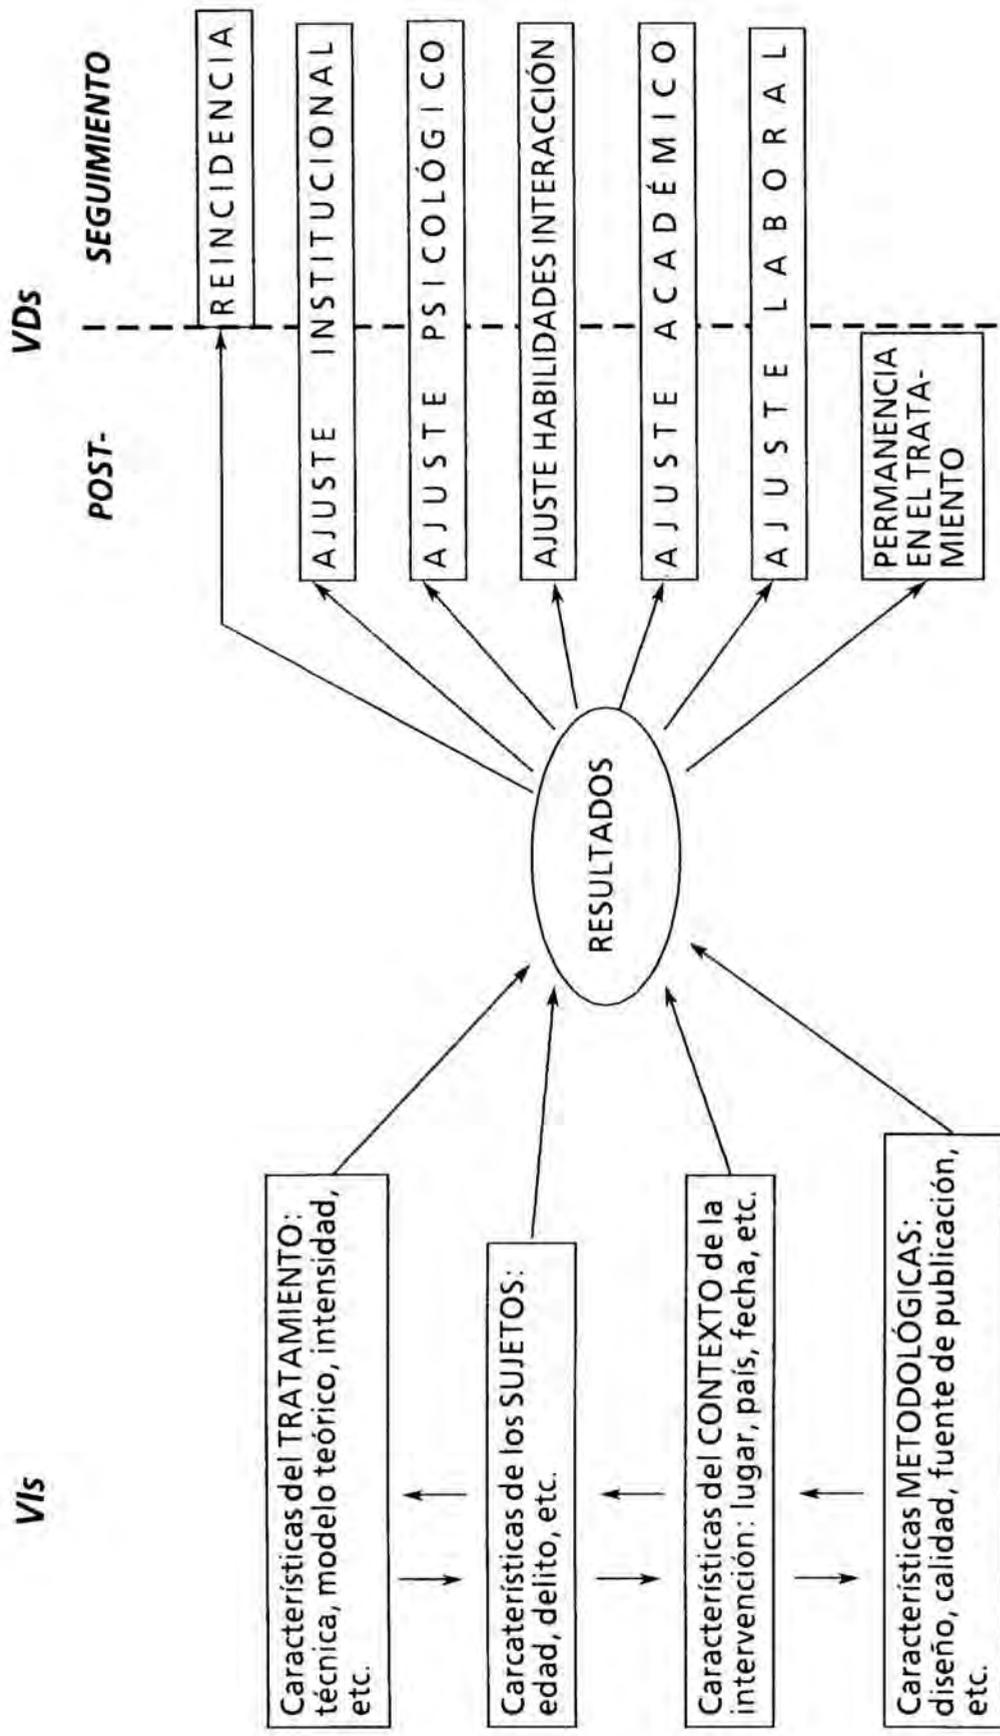 VIs
VDs
POST-
SEGUIMIENTO
Características del TRATAMIENTO:
técnica, modelo teórico, intensidad,
etc.
Carcaterísticas de los SUJETOS:
edad, delito, etc.
Características del CONTEXTO de la
intervención: lugar, país, fecha, etc.
Características METODOLÓGICAS:
diseño, calidad, fuente de publicación,
etc.
RESULTADOS
REINCIDENCIA
AJUSTE INSTITUCIONAL
AJUSTE PSICOLÓGICO
AJUSTE HABILIDADES INTERACCIÓN
AJUSTE ACADÉMICO
AJUSTE LABORAL
PERMANENCIA
EN EL TRATA-
MIENTO